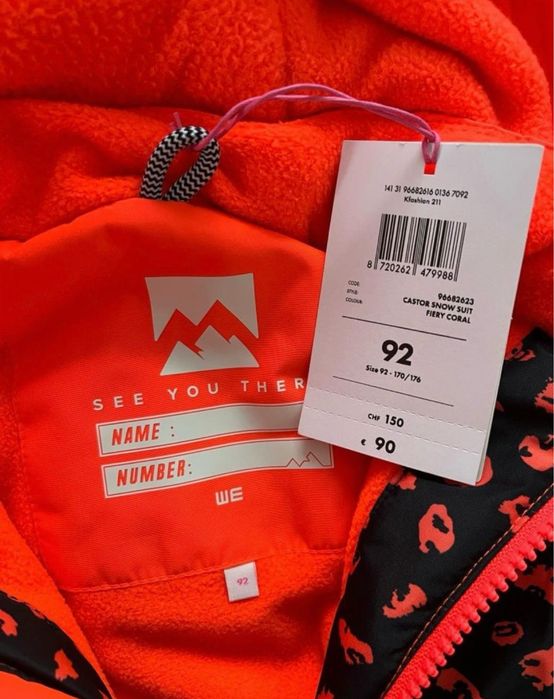 141 31 96682616 0136 7092
Kfashion 211
8 720262 479988
CODE: 96682623
STYLE: CASTOR SNOW SUIT
COLOUR: FIERY CORAL
92
Size 92 - 170/176
CHF 150
€ 90
SEE YOU THER
NAME :
NUMBER:
WE
92